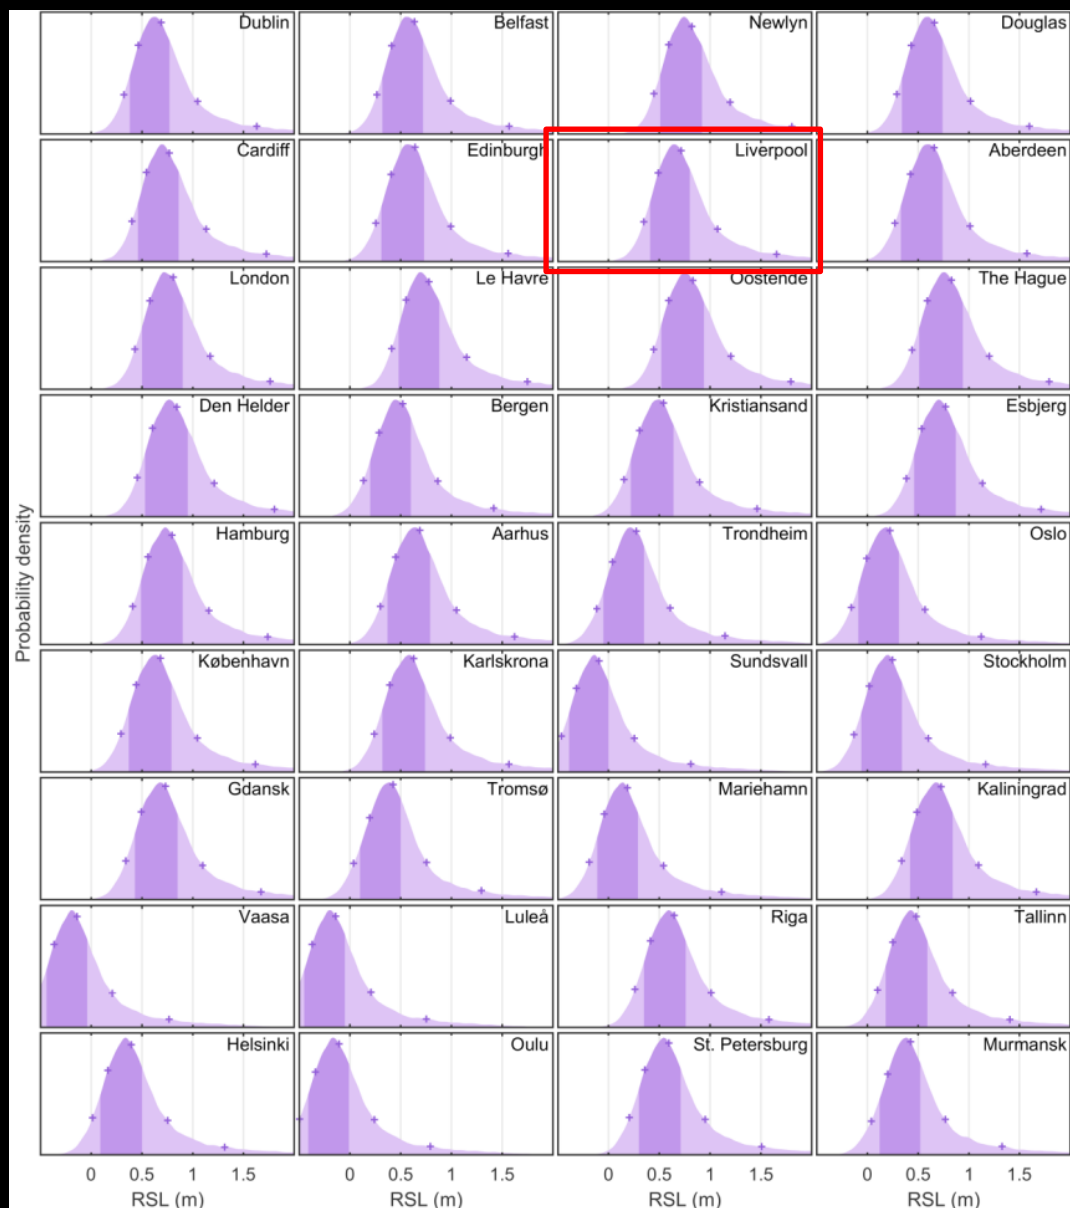 Dublin
Belfast
Newlyn
Douglas
Cardiff
Edinburgh
Liverpool
Aberdeen
London
Le Havre
Oostende
The Hague
Den Helder
Bergen
Kristiansand
Esbjerg
Hamburg
Aarhus
Trondheim
Oslo
København
Karlskrona
Sundsvall
Stockholm
Gdansk
Tromsø
Mariehamn
Kaliningrad
Vaasa
Luleå
Riga
Tallinn
Helsinki
Oulu
St. Petersburg
Murmansk
Probability density
0 0.5 1 1.5
0 0.5 1 1.5
0 0.5 1 1.5
0 0.5 1 1.5
RSL (m)
RSL (m)
RSL (m)
RSL (m)